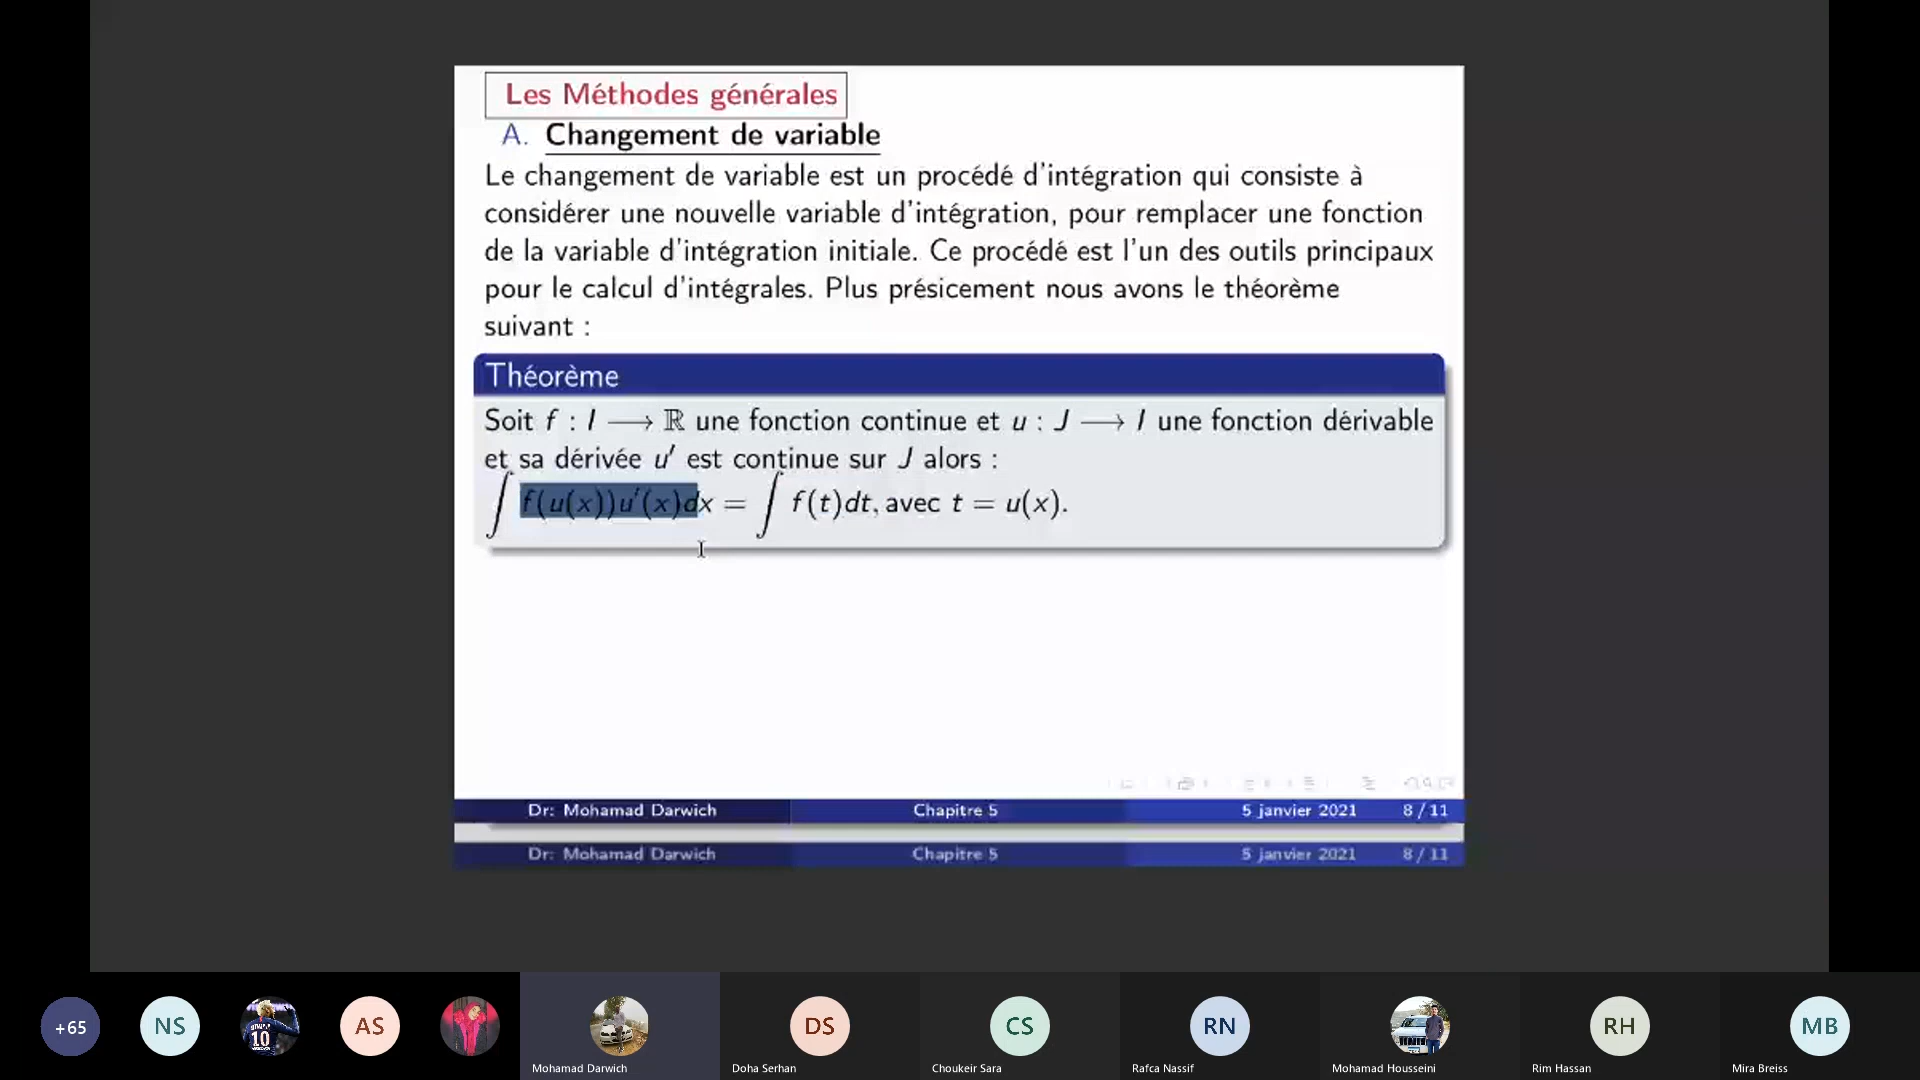 Les Méthodes générales
A. Changement de variable
Le changement de variable est un procédé d'intégration qui consiste à
considérer une nouvelle variable d'intégration, pour remplacer une fonction
de la variable d'intégration initiale. Ce procédé est l'un des outils principaux
pour le calcul d'intégrales. Plus présicement nous avons le théorème
suivant :
Théorème
Soit f : I ⟶ ℝ une fonction continue et u : J ⟶ I une fonction dérivable
et sa dérivée u′ est continue sur J alors :
∫ f(u(x))u′(x)dx = ∫ f(t)dt, avec t = u(x).
Dr: Mohamad Darwich Chapitre 5 5 janvier 2021 8 / 11
Dr: Mohamad Darwich Chapitre 5 5 janvier 2021 8 / 11
+65 NS 10 AS DS CS RN RH MB
Mohamad Darwich Doha Serhan Choukeir Sara Rafca Nassif Mohamad Housseini Rim Hassan Mira Breiss